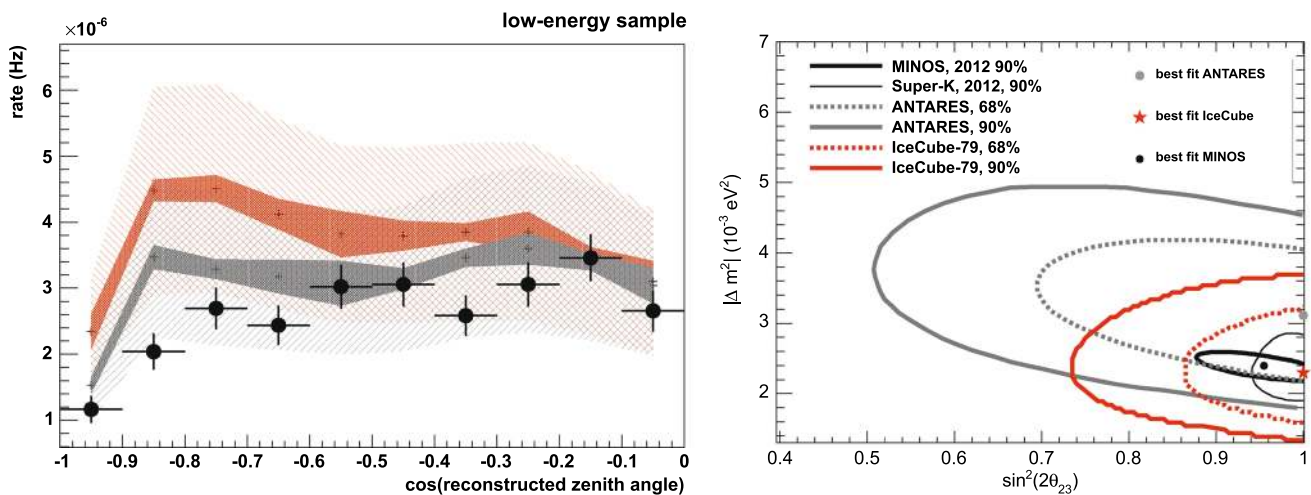 low-energy sample
×10⁻⁶
rate (Hz)
6
5
4
3
2
1
-1 -0.9 -0.8 -0.7 -0.6 -0.5 -0.4 -0.3 -0.2 -0.1 0
cos(reconstructed zenith angle)
7
6
5
4
3
2
|Δ m²| (10⁻³ eV²)
MINOS, 2012 90%
Super-K, 2012, 90%
ANTARES, 68%
ANTARES, 90%
IceCube-79, 68%
IceCube-79, 90%
best fit ANTARES
best fit IceCube
best fit MINOS
0.4 0.5 0.6 0.7 0.8 0.9 1
sin²(2θ₂₃)